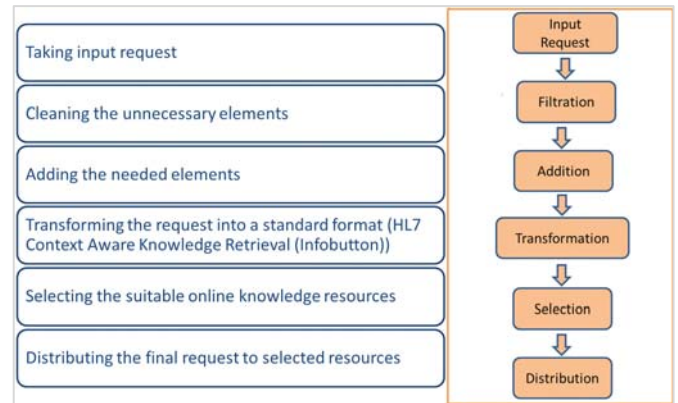 Taking input request
Cleaning the unnecessary elements
Adding the needed elements
Transforming the request into a standard format (HL7
Context Aware Knowledge Retrieval (Infobutton))
Selecting the suitable online knowledge resources
Distributing the final request to selected resources
Input
Request
Filtration
Addition
Transformation
Selection
Distribution